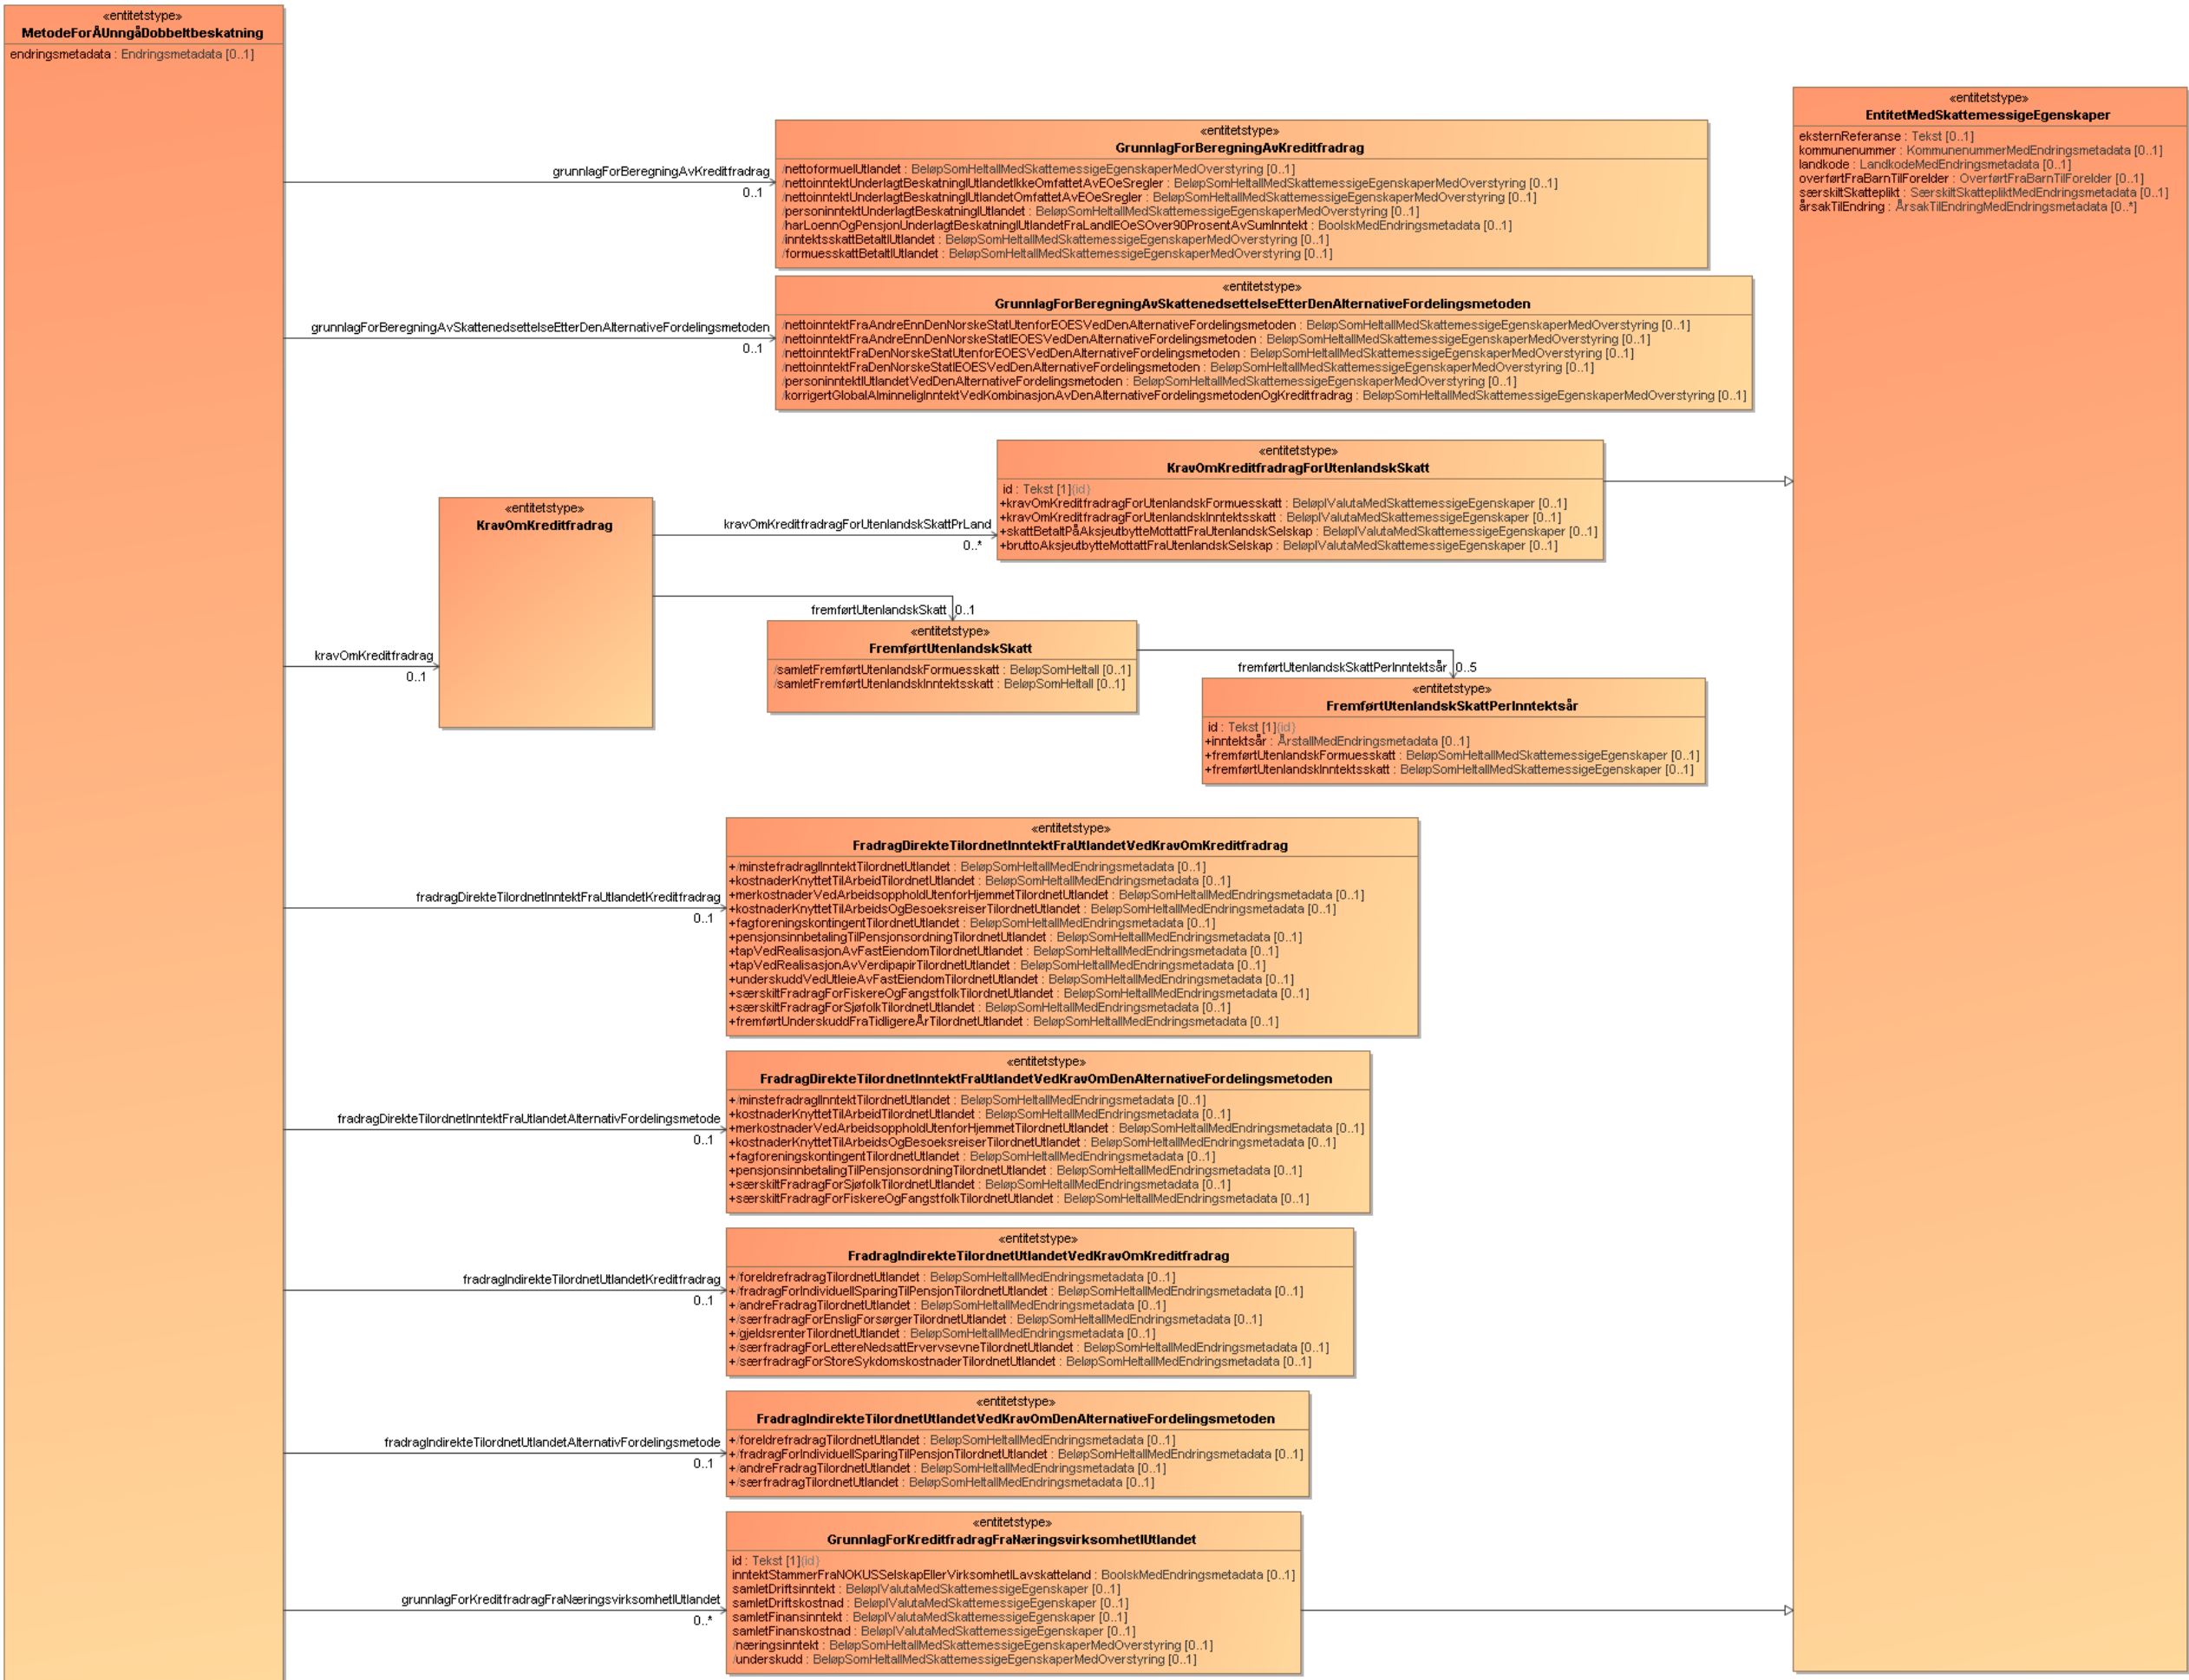 «entitetstype»
MetodeForÅUnngåDobbeltbeskatning
endringsmetadata : Endringsmetadata [0..1]
«entitetstype»
EntitetMedSkattemessigeEgenskaper
eksternReferanse : Tekst [0..1]
kommunenummer : KommunenummerMedEndringsmetadata [0..1]
landkode : LandkodeMedEndringsmetadata [0..1]
overførtFraBarnTilForelder : OverførtFraBarnTilForelder [0..1]
særskiltSkatteplikt : SærskiltSkattepliktMedEndringsmetadata [0..1]
årsakTilEndring : ÅrsakTilEndringMedEndringsmetadata [0..*]
grunnlagForBeregningAvKreditfradrag
0..1
«entitetstype»
GrunnlagForBeregningAvKreditfradrag
/nettoformueIUtlandet : BeløpSomHeltallMedSkattemessigeEgenskaperMedOverstyring [0..1]
/nettoinntektUnderlagtBeskatningIUtlandetIkkeOmfattetAvEOeSregler : BeløpSomHeltallMedSkattemessigeEgenskaperMedOverstyring [0..1]
/nettoinntektUnderlagtBeskatningIUtlandetOmfattetAvEOeSregler : BeløpSomHeltallMedSkattemessigeEgenskaperMedOverstyring [0..1]
/personinntektUnderlagtBeskatningIUtlandet : BeløpSomHeltallMedSkattemessigeEgenskaperMedOverstyring [0..1]
/harLoennOgPensjonUnderlagtBeskatningIUtlandetFraLandIEOeSOver90ProsentAvSumInntekt : BoolskMedEndringsmetadata [0..1]
/inntektsskattBetaltIUtlandet : BeløpSomHeltallMedSkattemessigeEgenskaperMedOverstyring [0..1]
/formuesskattBetaltIUtlandet : BeløpSomHeltallMedSkattemessigeEgenskaperMedOverstyring [0..1]
grunnlagForBeregningAvSkattenedsettelseEtterDenAlternativeFordelingsmetoden
0..1
«entitetstype»
GrunnlagForBeregningAvSkattenedsettelseEtterDenAlternativeFordelingsmetoden
/nettoinntektFraAndreEnnDenNorskeStatUtenforEOESVedDenAlternativeFordelingsmetoden : BeløpSomHeltallMedSkattemessigeEgenskaperMedOverstyring [0..1]
/nettoinntektFraAndreEnnDenNorskeStatIEOESVedDenAlternativeFordelingsmetoden : BeløpSomHeltallMedSkattemessigeEgenskaperMedOverstyring [0..1]
/nettoinntektFraDenNorskeStatUtenforEOESVedDenAlternativeFordelingsmetoden : BeløpSomHeltallMedSkattemessigeEgenskaperMedOverstyring [0..1]
/nettoinntektFraDenNorskeStatIEOESVedDenAlternativeFordelingsmetoden : BeløpSomHeltallMedSkattemessigeEgenskaperMedOverstyring [0..1]
/personinntektIUtlandetVedDenAlternativeFordelingsmetoden : BeløpSomHeltallMedSkattemessigeEgenskaperMedOverstyring [0..1]
/korrigertGlobalAlminneligInntektVedKombinasjonAvDenAlternativeFordelingsmetodenOgKreditfradrag : BeløpSomHeltallMedSkattemessigeEgenskaperMedOverstyring [0..1]
kravOmKreditfradrag
0..1
«entitetstype»
KravOmKreditfradrag
kravOmKreditfradragForUtenlandskSkattPrLand
0..*
«entitetstype»
KravOmKreditfradragForUtenlandskSkatt
id : Tekst [1]{id}
+kravOmKreditfradragForUtenlandskFormuesskatt : BeløpIValutaMedSkattemessigeEgenskaper [0..1]
+kravOmKreditfradragForUtenlandskInntektsskatt : BeløpIValutaMedSkattemessigeEgenskaper [0..1]
+skattBetaltPåAksjeutbytteMottattFraUtenlandskSelskap : BeløpIValutaMedSkattemessigeEgenskaper [0..1]
+bruttoAksjeutbytteMottattFraUtenlandskSelskap : BeløpIValutaMedSkattemessigeEgenskaper [0..1]
fremførtUtenlandskSkatt 0..1
«entitetstype»
FremførtUtenlandskSkatt
/samletFremførtUtenlandskFormuesskatt : BeløpSomHeltall [0..1]
/samletFremførtUtenlandskInntektsskatt : BeløpSomHeltall [0..1]
fremførtUtenlandskSkattPerInntektsår 0..5
«entitetstype»
FremførtUtenlandskSkattPerInntektsår
id : Tekst [1]{id}
+inntektsår : ÅrstallMedEndringsmetadata [0..1]
+fremførtUtenlandskFormuesskatt : BeløpSomHeltallMedSkattemessigeEgenskaper [0..1]
+fremførtUtenlandskInntektsskatt : BeløpSomHeltallMedSkattemessigeEgenskaper [0..1]
fradragDirekteTilordnetInntektFraUtlandetKreditfradrag
0..1
«entitetstype»
FradragDirekteTilordnetInntektFraUtlandetVedKravOmKreditfradrag
+/minstefradragIInntektTilordnetUtlandet : BeløpSomHeltallMedEndringsmetadata [0..1]
+kostnaderKnyttetTilArbeidTilordnetUtlandet : BeløpSomHeltallMedEndringsmetadata [0..1]
+merkostnaderVedArbeidsoppholdUtenforHjemmetTilordnetUtlandet : BeløpSomHeltallMedEndringsmetadata [0..1]
+kostnaderKnyttetTilArbeidsOgBesoeksreiserTilordnetUtlandet : BeløpSomHeltallMedEndringsmetadata [0..1]
+fagforeningskontingentTilordnetUtlandet : BeløpSomHeltallMedEndringsmetadata [0..1]
+pensjonsinnbetalingTilPensjonsordningTilordnetUtlandet : BeløpSomHeltallMedEndringsmetadata [0..1]
+tapVedRealisasjonAvFastEiendomTilordnetUtlandet : BeløpSomHeltallMedEndringsmetadata [0..1]
+tapVedRealisasjonAvVerdipapirTilordnetUtlandet : BeløpSomHeltallMedEndringsmetadata [0..1]
+underskuddVedUtleieAvFastEiendomTilordnetUtlandet : BeløpSomHeltallMedEndringsmetadata [0..1]
+særskiltFradragForFiskereOgFangstfolkTilordnetUtlandet : BeløpSomHeltallMedEndringsmetadata [0..1]
+særskiltFradragForSjøfolkTilordnetUtlandet : BeløpSomHeltallMedEndringsmetadata [0..1]
+fremførtUnderskuddFraTidligereÅrTilordnetUtlandet : BeløpSomHeltallMedEndringsmetadata [0..1]
fradragDirekteTilordnetInntektFraUtlandetAlternativFordelingsmetode
0..1
«entitetstype»
FradragDirekteTilordnetInntektFraUtlandetVedKravOmDenAlternativeFordelingsmetoden
+/minstefradragIInntektTilordnetUtlandet : BeløpSomHeltallMedEndringsmetadata [0..1]
+kostnaderKnyttetTilArbeidTilordnetUtlandet : BeløpSomHeltallMedEndringsmetadata [0..1]
+merkostnaderVedArbeidsoppholdUtenforHjemmetTilordnetUtlandet : BeløpSomHeltallMedEndringsmetadata [0..1]
+kostnaderKnyttetTilArbeidsOgBesoeksreiserTilordnetUtlandet : BeløpSomHeltallMedEndringsmetadata [0..1]
+fagforeningskontingentTilordnetUtlandet : BeløpSomHeltallMedEndringsmetadata [0..1]
+pensjonsinnbetalingTilPensjonsordningTilordnetUtlandet : BeløpSomHeltallMedEndringsmetadata [0..1]
+særskiltFradragForSjøfolkTilordnetUtlandet : BeløpSomHeltallMedEndringsmetadata [0..1]
+særskiltFradragForFiskereOgFangstfolkTilordnetUtlandet : BeløpSomHeltallMedEndringsmetadata [0..1]
fradragIndirekteTilordnetUtlandetKreditfradrag
0..1
«entitetstype»
FradragIndirekteTilordnetUtlandetVedKravOmKreditfradrag
+/foreldrefradragTilordnetUtlandet : BeløpSomHeltallMedEndringsmetadata [0..1]
+/fradragForIndividuellSparingTilPensjonTilordnetUtlandet : BeløpSomHeltallMedEndringsmetadata [0..1]
+/andreFradragTilordnetUtlandet : BeløpSomHeltallMedEndringsmetadata [0..1]
+/særfradragForEnsligForsørgerTilordnetUtlandet : BeløpSomHeltallMedEndringsmetadata [0..1]
+/gjeldsrenterTilordnetUtlandet : BeløpSomHeltallMedEndringsmetadata [0..1]
+/særfradragForLettereNedsattErvervsevneTilordnetUtlandet : BeløpSomHeltallMedEndringsmetadata [0..1]
+/særfradragForStoreSykdomskostnaderTilordnetUtlandet : BeløpSomHeltallMedEndringsmetadata [0..1]
fradragIndirekteTilordnetUtlandetAlternativFordelingsmetode
0..1
«entitetstype»
FradragIndirekteTilordnetUtlandetVedKravOmDenAlternativeFordelingsmetoden
+/foreldrefradragTilordnetUtlandet : BeløpSomHeltallMedEndringsmetadata [0..1]
+/fradragForIndividuellSparingTilPensjonTilordnetUtlandet : BeløpSomHeltallMedEndringsmetadata [0..1]
+/andreFradragTilordnetUtlandet : BeløpSomHeltallMedEndringsmetadata [0..1]
+/særfradragTilordnetUtlandet : BeløpSomHeltallMedEndringsmetadata [0..1]
grunnlagForKreditfradragFraNæringsvirksomhetIUtlandet
0..*
«entitetstype»
GrunnlagForKreditfradragFraNæringsvirksomhetIUtlandet
id : Tekst [1]{id}
inntektStammerFraNOKUSSelskapEllerVirksomhetILavskatteland : BoolskMedEndringsmetadata [0..1]
samletDriftsinntekt : BeløpIValutaMedSkattemessigeEgenskaper [0..1]
samletDriftskostnad : BeløpIValutaMedSkattemessigeEgenskaper [0..1]
samletFinansinntekt : BeløpIValutaMedSkattemessigeEgenskaper [0..1]
samletFinanskostnad : BeløpIValutaMedSkattemessigeEgenskaper [0..1]
/næringsinntekt : BeløpSomHeltallMedSkattemessigeEgenskaperMedOverstyring [0..1]
/underskudd : BeløpSomHeltallMedSkattemessigeEgenskaperMedOverstyring [0..1]